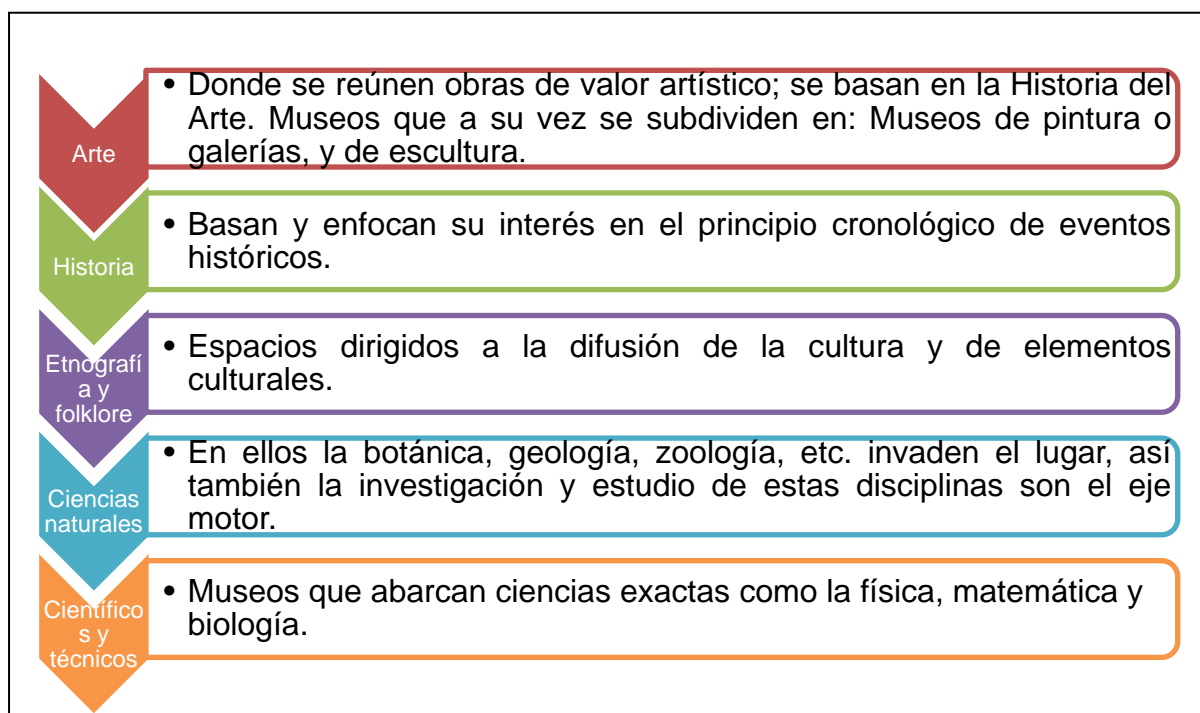 Arte
• Donde se reúnen obras de valor artístico; se basan en la Historia del
Arte. Museos que a su vez se subdividen en: Museos de pintura o
galerías, y de escultura.
Historia
• Basan y enfocan su interés en el principio cronológico de eventos
históricos.
Etnografí
a y
folklore
• Espacios dirigidos a la difusión de la cultura y de elementos
culturales.
Ciencias
naturales
• En ellos la botánica, geología, zoología, etc. invaden el lugar, así
también la investigación y estudio de estas disciplinas son el eje
motor.
Científico
s y
técnicos
• Museos que abarcan ciencias exactas como la física, matemática y
biología.